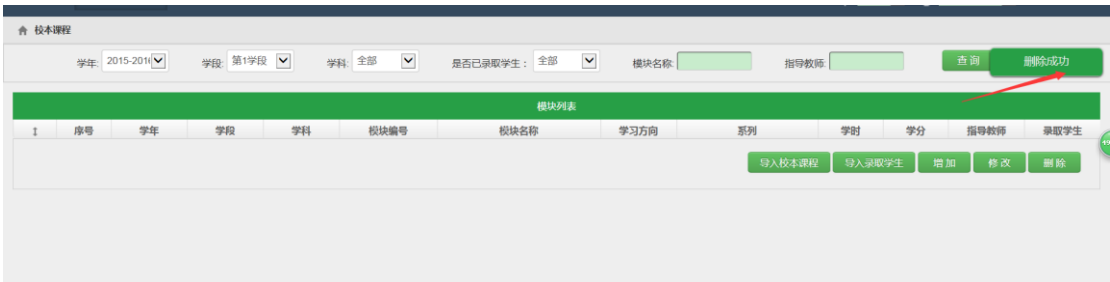 校本课程
学年: 2015-201 学段: 第1学段 学科: 全部 是否已录取学生: 全部 模块名称: 指导教师: 查询 删除成功
模块列表
序号 学年 学段 学科 校块编号 校块名称 学习方向 系列 学时 学分 指导教师 录取学生
导入校本课程 导入录取学生 增加 修改 删除